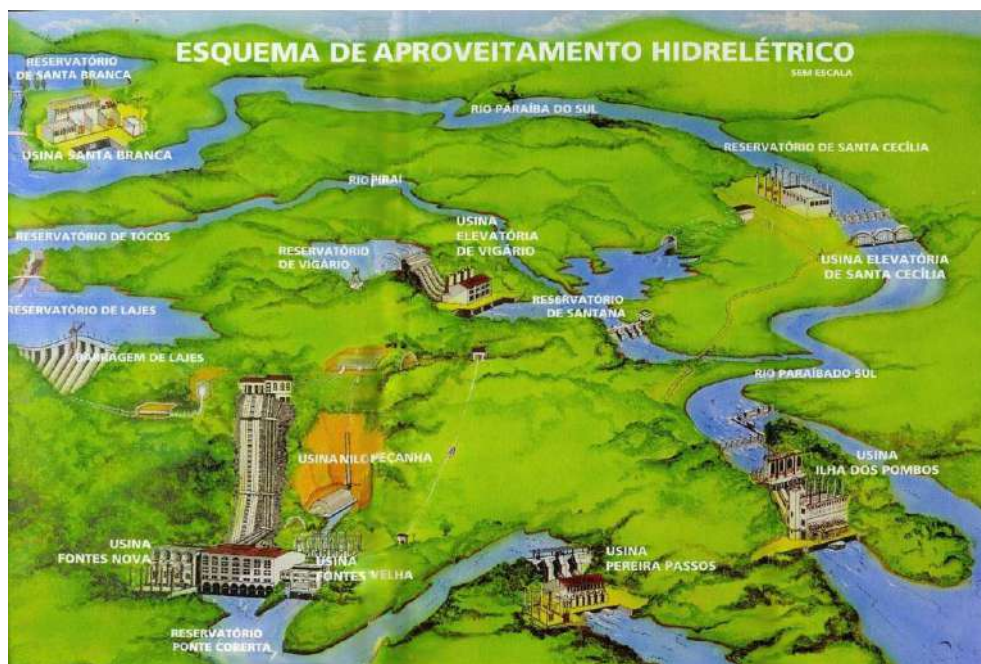 ESQUEMA DE APROVEITAMENTO HIDRELÉTRICO
SEM ESCALA
RESERVATÓRIO
DE SANTA BRANCA
USINA SANTA BRANCA
RIO PARAÍBA DO SUL
RESERVATÓRIO DE SANTA CECÍLIA
RIO PIRAÍ
USINA
ELEVATÓRIA
DE VIGÁRIO
RESERVATÓRIO DE TOCOS
RESERVATÓRIO
DE VIGÁRIO
USINA ELEVATÓRIA
DE SANTA CECÍLIA
RESERVATÓRIO DE LAJES
RESERVATÓRIO
DE SANTANA
BARRAGEM DE LAJES
RIO PARAÍBADO SUL
USINA NILO PEÇANHA
USINA
ILHA DOS POMBOS
USINA
FONTES NOVA
USINA
FONTES VELHA
USINA
PEREIRA PASSOS
RESERVATÓRIO
PONTE COBERTA